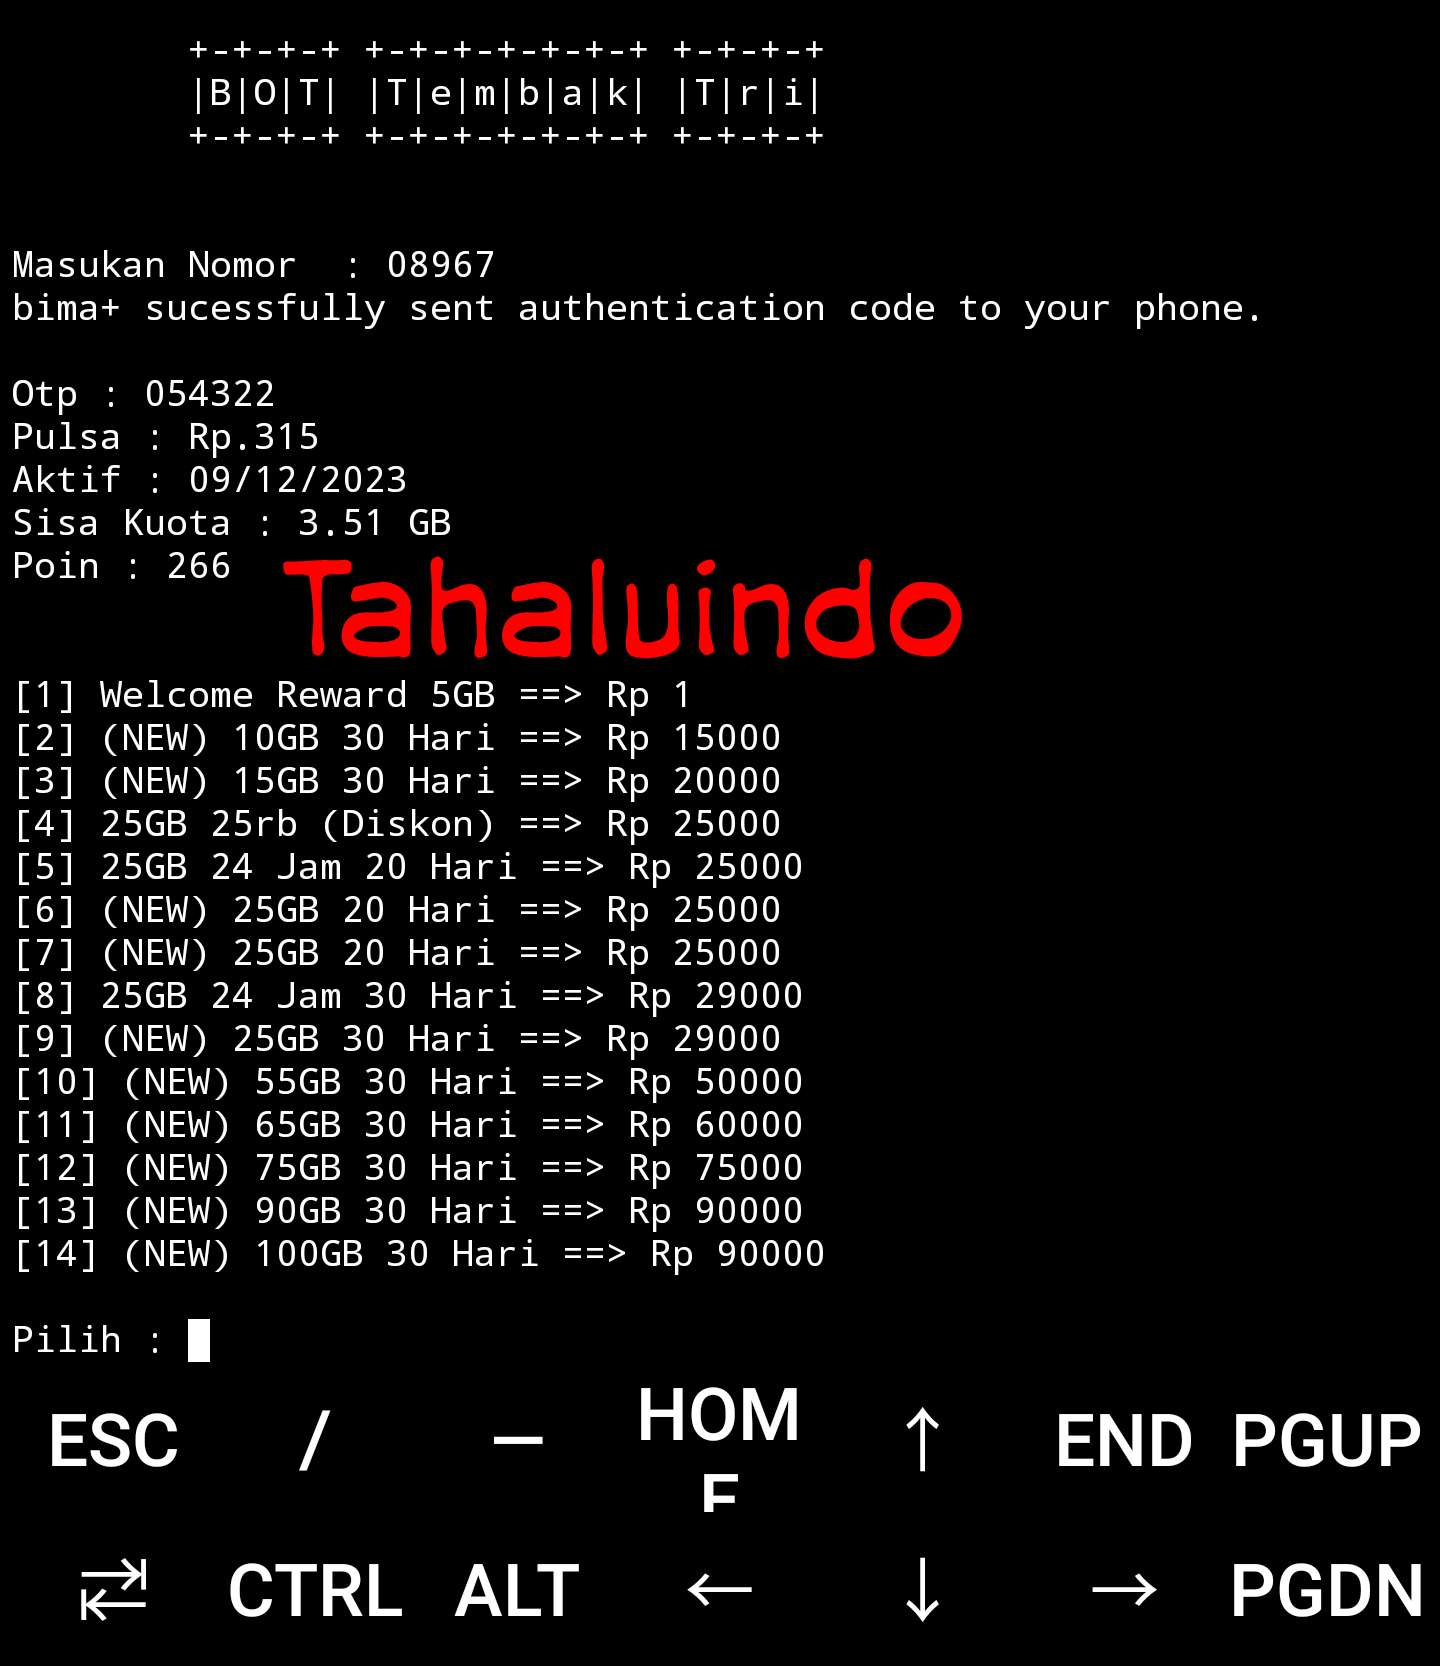 +-+-+-+ +-+-+-+-+-+-+ +-+-+-+
|B|O|T| |T|e|m|b|a|k| |T|r|i|
+-+-+-+ +-+-+-+-+-+-+ +-+-+-+
Masukan Nomor  : 08967
bima+ sucessfully sent authentication code to your phone.
Otp : 054322
Pulsa : Rp.315
Aktif : 09/12/2023
Sisa Kuota : 3.51 GB
Poin : 266
Tahaluindo
[1] Welcome Reward 5GB ==> Rp 1
[2] (NEW) 10GB 30 Hari ==> Rp 15000
[3] (NEW) 15GB 30 Hari ==> Rp 20000
[4] 25GB 25rb (Diskon) ==> Rp 25000
[5] 25GB 24 Jam 20 Hari ==> Rp 25000
[6] (NEW) 25GB 20 Hari ==> Rp 25000
[7] (NEW) 25GB 20 Hari ==> Rp 25000
[8] 25GB 24 Jam 30 Hari ==> Rp 29000
[9] (NEW) 25GB 30 Hari ==> Rp 29000
[10] (NEW) 55GB 30 Hari ==> Rp 50000
[11] (NEW) 65GB 30 Hari ==> Rp 60000
[12] (NEW) 75GB 30 Hari ==> Rp 75000
[13] (NEW) 90GB 30 Hari ==> Rp 90000
[14] (NEW) 100GB 30 Hari ==> Rp 90000
Pilih :
ESC / — HOME ↑ END PGUP
⇄ CTRL ALT ← ↓ → PGDN